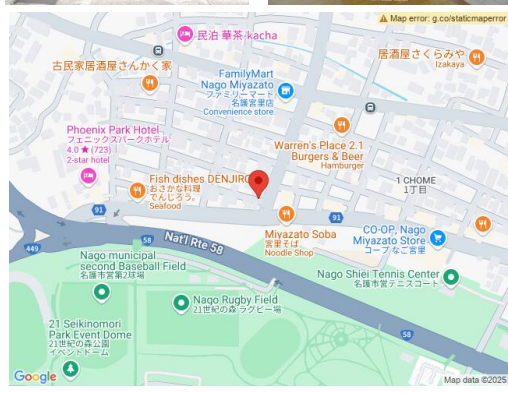 Map error: g.co/staticmaperror
民泊 華茶 kacha
居酒屋さくらみや
Izakaya
古民家居酒屋さんかく家
FamilyMart
Nago Miyazato
ファミリーマート
名護宮里店
Convenience store
Phoenix Park Hotel
フェニックスパークホテル
4.0 ★ (723)
2-star hotel
Warren's Place 2.1
Burgers & Beer
Hamburger
Fish dishes DENJIRO
おさかな料理
でんじろう。
Seafood
1 CHOME
1丁目
91
91
Miyazato Soba
宮里そば
Noodle Shop
CO-OP, Nago
Miyazato Store
コープ なご宮里
449
58
Nat'l Rte 58
Nago municipal
second Baseball Field
名護市営第2球場
Nago Shiei Tennis Center
名護市営テニスコート
Nago Rugby Field
21世紀の森 ラグビー場
21 Seikinomori
Park Event Dome
21世紀の森公園
イベントドーム
58
Google
Map data ©2025